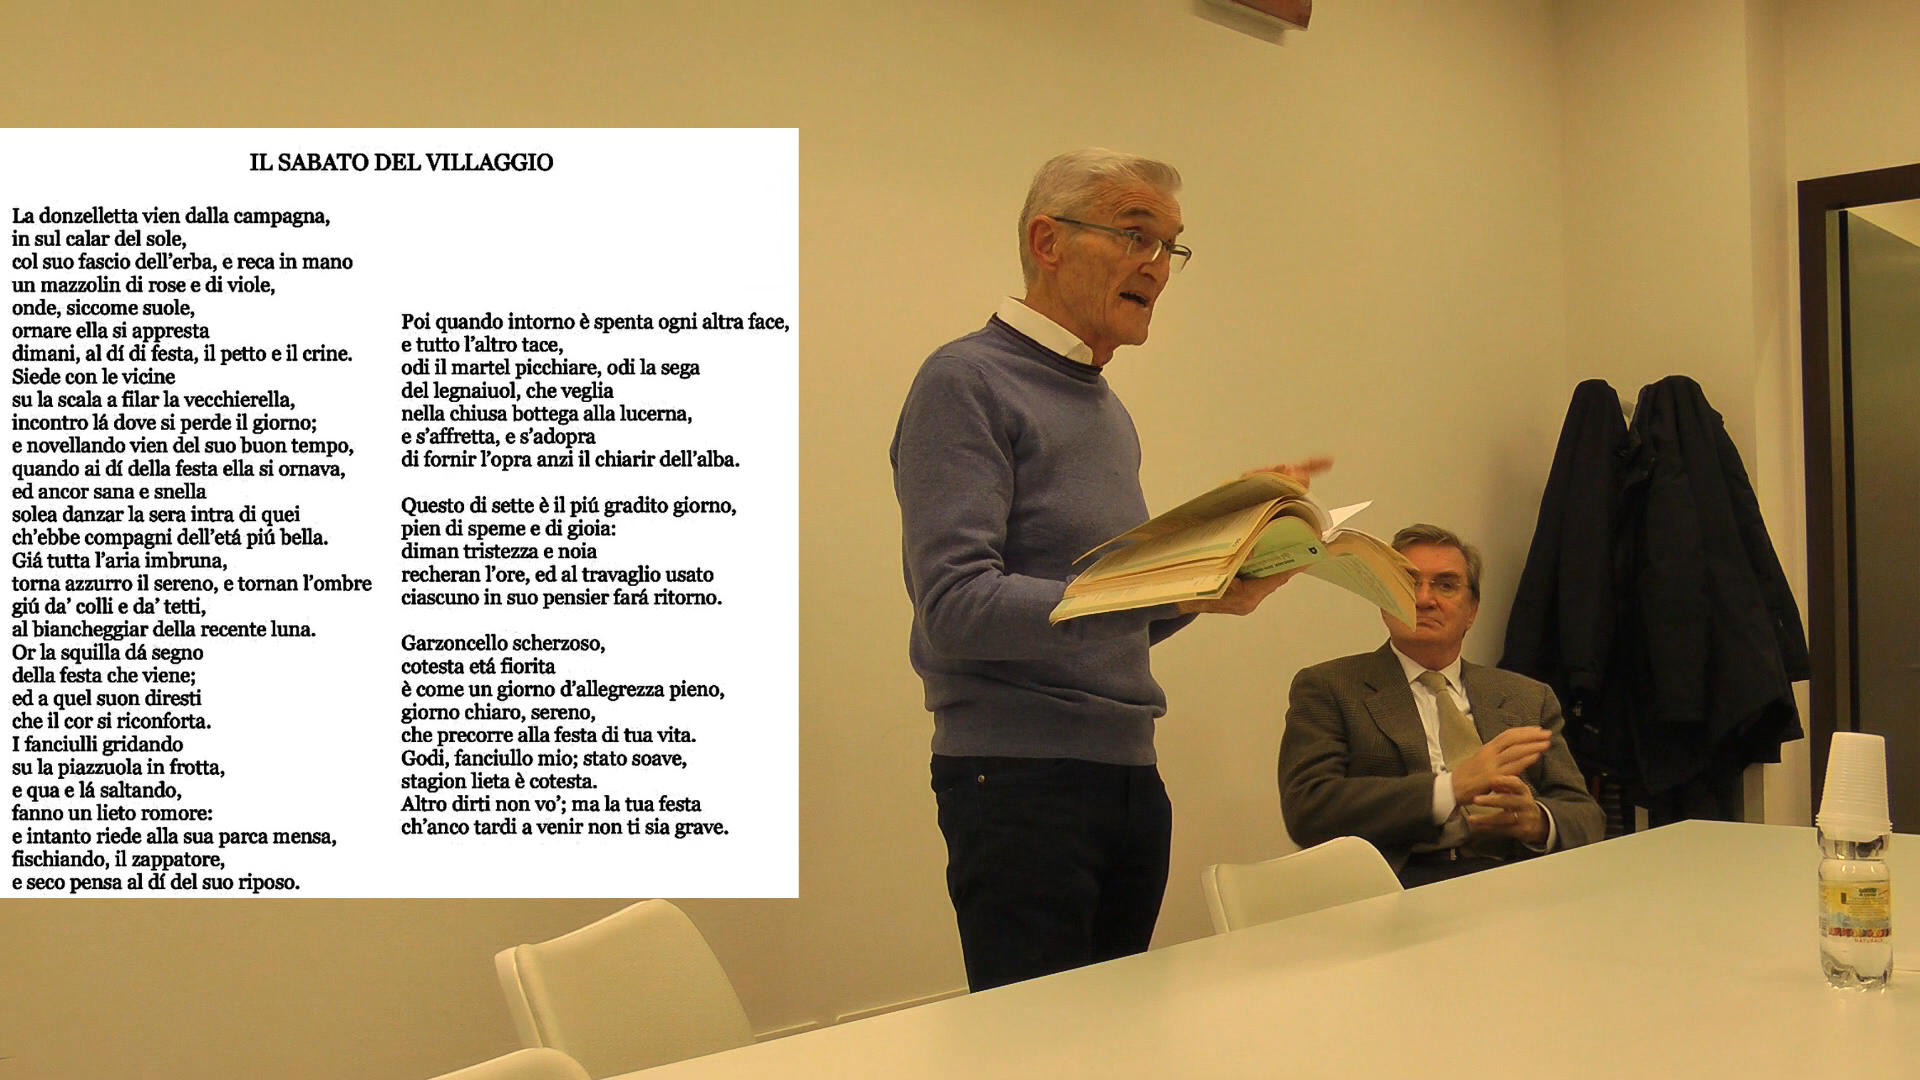 IL SABATO DEL VILLAGGIO
La donzelletta vien dalla campagna,
in sul calar del sole,
col suo fascio dell'erba, e reca in mano
un mazzolin di rose e di viole,
onde, siccome suole,
ornare ella si appresta
dimani, al dí di festa, il petto e il crine.
Siede con le vicine
su la scala a filar la vecchierella,
incontro lá dove si perde il giorno;
e novellando vien del suo buon tempo,
quando ai dí della festa ella si ornava,
ed ancor sana e snella
solea danzar la sera intra di quei
ch'ebbe compagni dell'etá piú bella.
Giá tutta l'aria imbruna,
torna azzurro il sereno, e tornan l'ombre
giú da' colli e da' tetti,
al biancheggiar della recente luna.
Or la squilla dá segno
della festa che viene;
ed a quel suon diresti
che il cor si riconforta.
I fanciulli gridando
su la piazzuola in frotta,
e qua e lá saltando,
fanno un lieto romore:
e intanto riede alla sua parca mensa,
fischiando, il zappatore,
e seco pensa al dí del suo riposo.
Poi quando intorno è spenta ogni altra face,
e tutto l'altro tace,
odi il martel picchiare, odi la sega
del legnaiuol, che veglia
nella chiusa bottega alla lucerna,
e s'affretta, e s'adopra
di fornir l'opra anzi il chiarir dell'alba.
Questo di sette è il piú gradito giorno,
pien di speme e di gioia:
diman tristezza e noia
recheran l'ore, ed al travaglio usato
ciascuno in suo pensier fará ritorno.
Garzoncello scherzoso,
cotesta etá fiorita
è come un giorno d'allegrezza pieno,
giorno chiaro, sereno,
che precorre alla festa di tua vita.
Godi, fanciullo mio; stato soave,
stagion lieta è cotesta.
Altro dirti non vo'; ma la tua festa
ch'anco tardi a venir non ti sia grave.
NATURALE